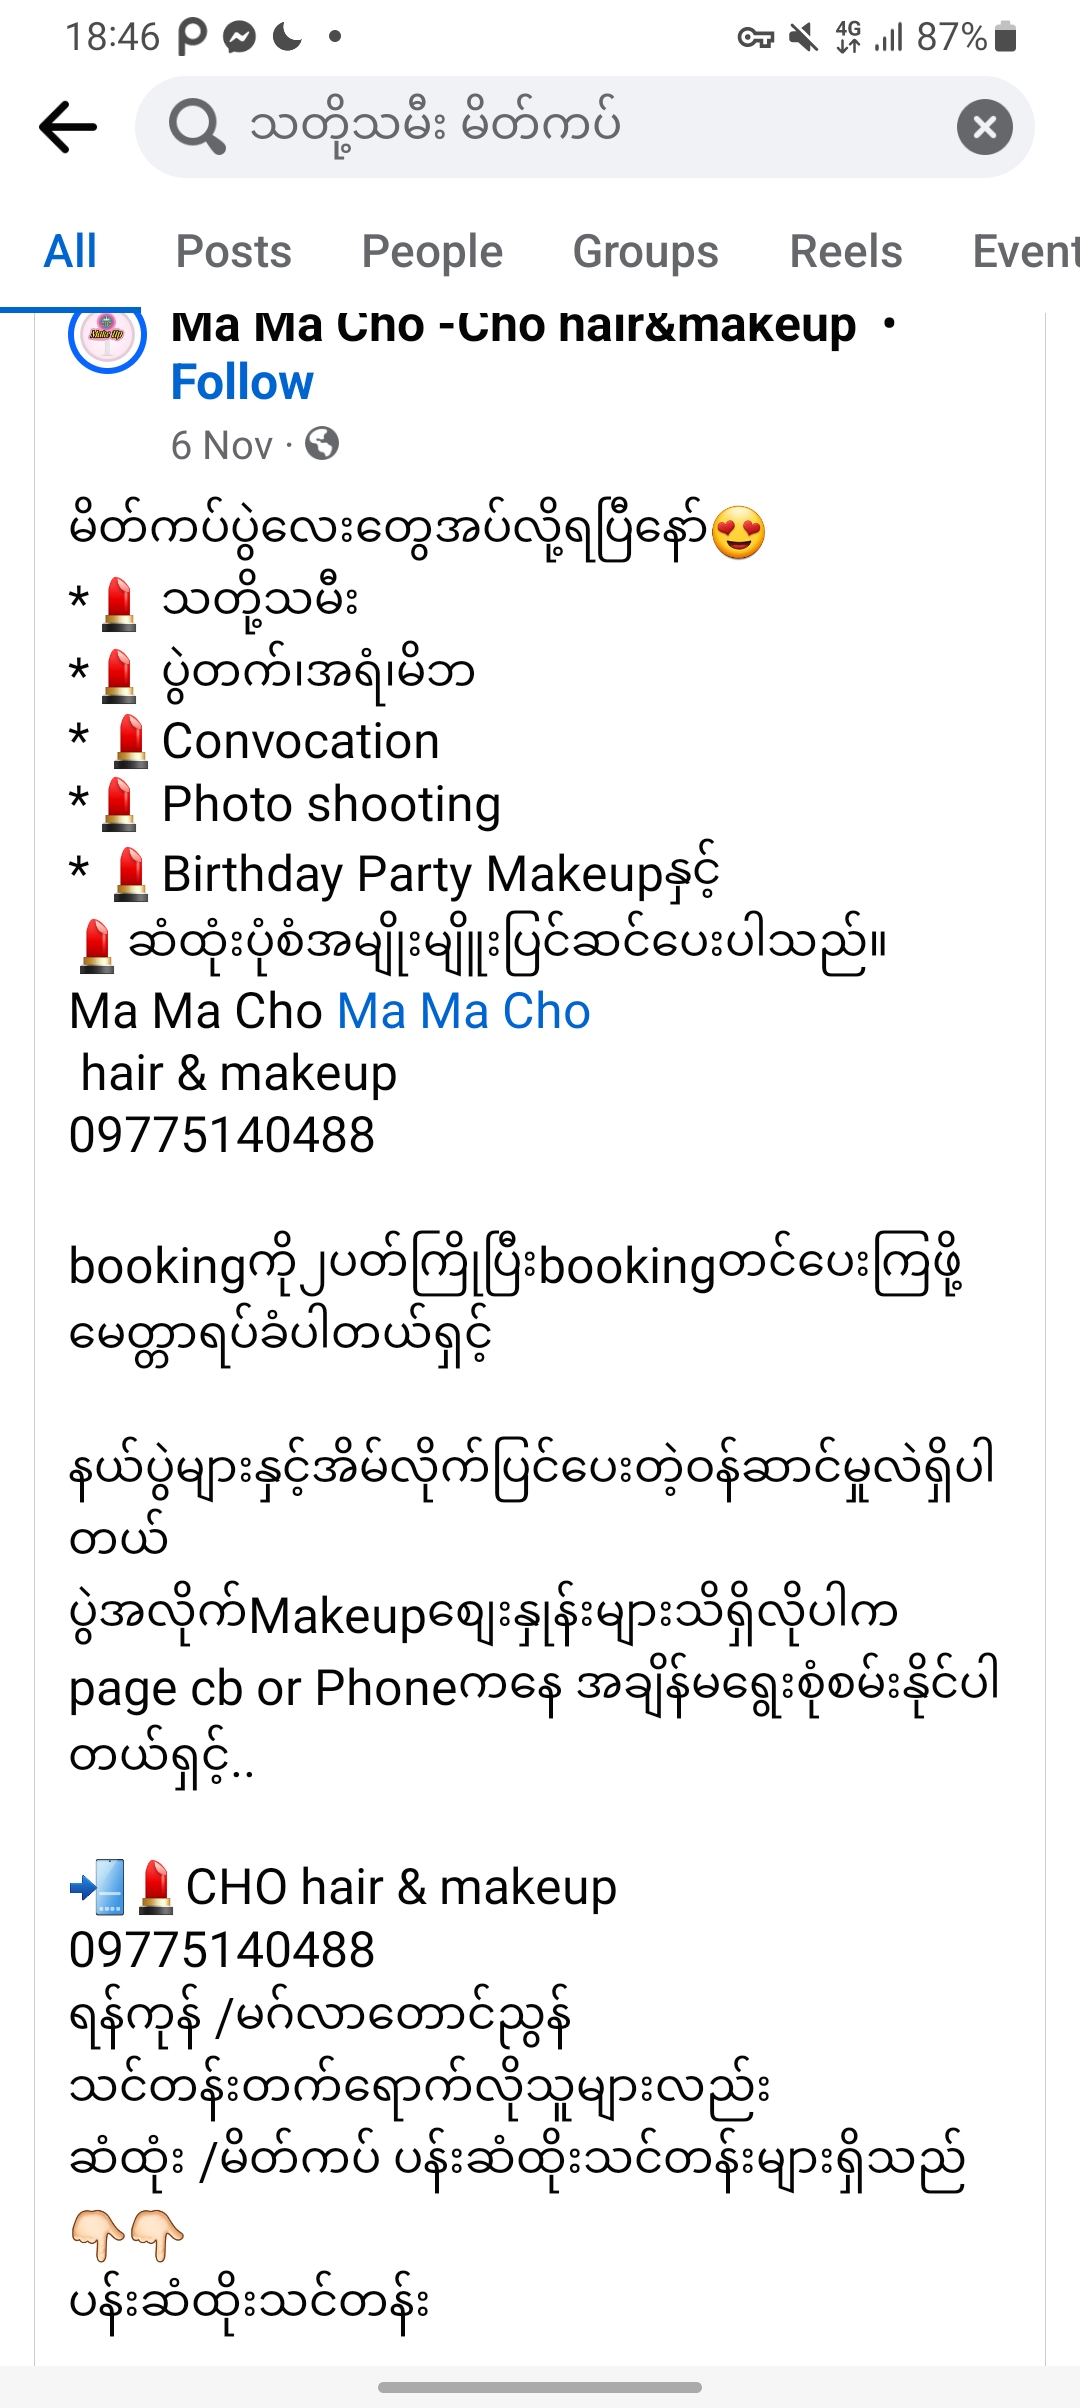 18:46
4G
87%
သတို့သမီး မိတ်ကပ်
All Posts People Groups Reels Event
Make Up
Ma Ma Cho -Cho hair&makeup •
Follow
6 Nov ·
မိတ်ကပ်ပွဲလေးတွေအပ်လို့ရပြီနော်😍
*💄 သတို့သမီး
*💄 ပွဲတက်၊အရံ၊မိဘ
* 💄Convocation
*💄 Photo shooting
* 💄Birthday Party Makeupနှင့်
💄ဆံထုံးပုံစံအမျိုးမျိူးပြင်ဆင်ပေးပါသည်။
Ma Ma Cho Ma Ma Cho
hair & makeup
09775140488
bookingကို၂ပတ်ကြိုပြီးbookingတင်ပေးကြဖို့
မေတ္တာရပ်ခံပါတယ်ရှင့်
နယ်ပွဲများနှင့်အိမ်လိုက်ပြင်ပေးတဲ့ဝန်ဆာင်မှုလဲရှိပါ
တယ်
ပွဲအလိုက်Makeupစျေးနှုန်းများသိရှိလိုပါက
page cb or Phoneကနေ အချိန်မရွေးစုံစမ်းနိုင်ပါ
တယ်ရှင့်..
📲💄CHO hair & makeup
09775140488
ရန်ကုန် /မဂ်လာတောင်ညွန်
သင်တန်းတက်ရောက်လိုသူများလည်း
ဆံထုံး /မိတ်ကပ် ပန်းဆံထိုးသင်တန်းများရှိသည်
👇🏻👇🏻
ပန်းဆံထိုးသင်တန်း